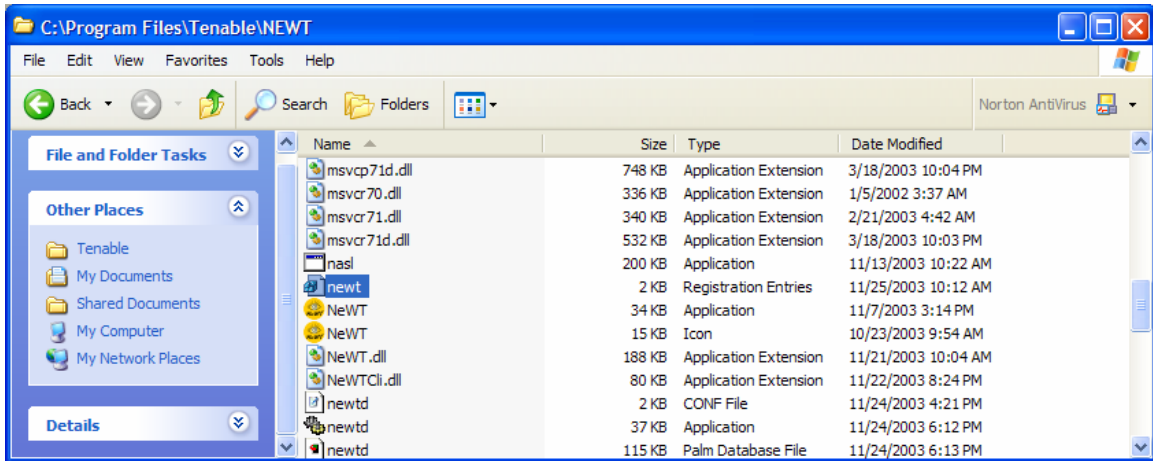 C:\Program Files\Tenable\NEWT
File Edit View Favorites Tools Help
Back Search Folders Norton AntiVirus
File and Folder Tasks
Other Places
Tenable
My Documents
Shared Documents
My Computer
My Network Places
Details
Name Size Type Date Modified
msvcp71d.dll 748 KB Application Extension 3/18/2003 10:04 PM
msvcr70.dll 336 KB Application Extension 1/5/2002 3:37 AM
msvcr71.dll 340 KB Application Extension 2/21/2003 4:42 AM
msvcr71d.dll 532 KB Application Extension 3/18/2003 10:03 PM
nasl 200 KB Application 11/13/2003 10:22 AM
newt 2 KB Registration Entries 11/25/2003 10:12 AM
NeWT 34 KB Application 11/7/2003 3:14 PM
NeWT 15 KB Icon 10/23/2003 9:54 AM
NeWT.dll 188 KB Application Extension 11/21/2003 10:04 AM
NeWTCli.dll 80 KB Application Extension 11/22/2003 8:24 PM
newtd 2 KB CONF File 11/24/2003 4:21 PM
newtd 37 KB Application 11/24/2003 6:12 PM
newtd 115 KB Palm Database File 11/24/2003 6:13 PM